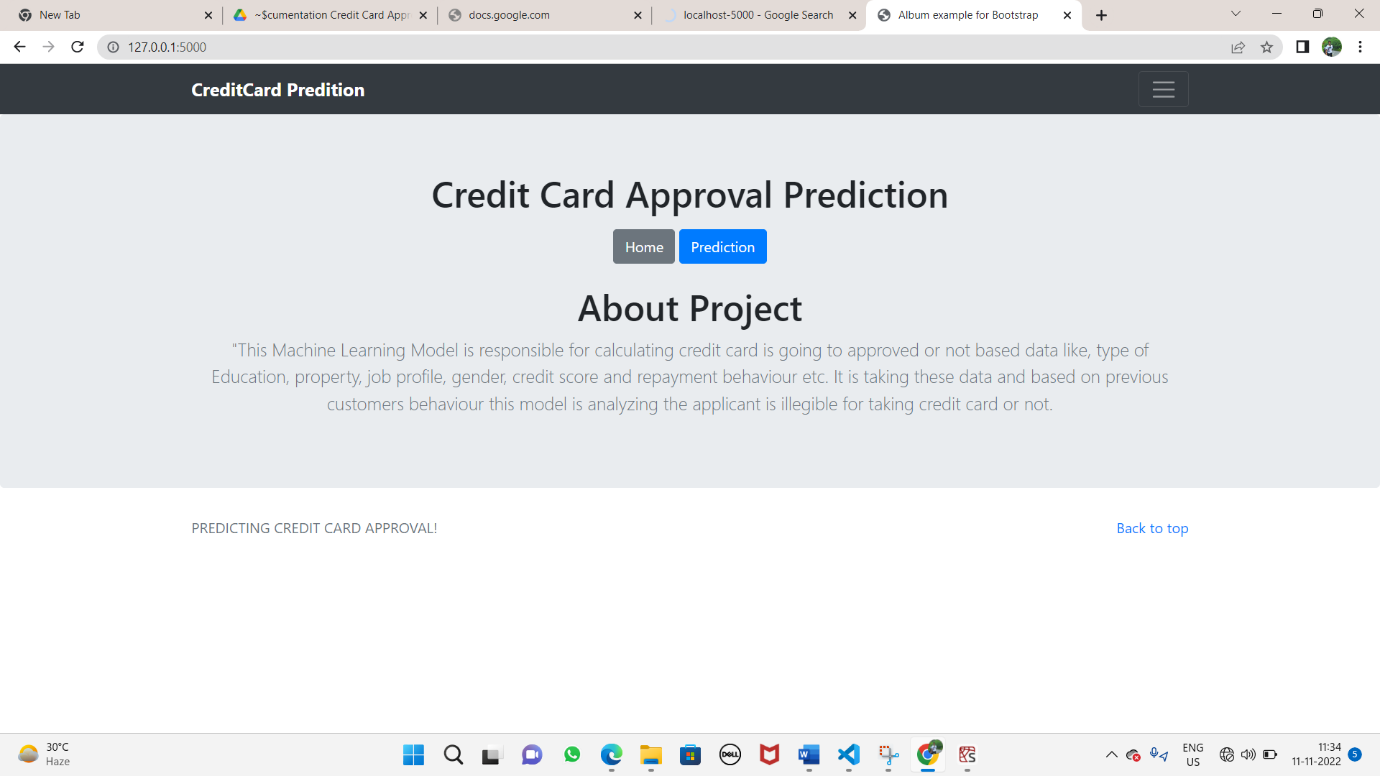 New Tab
~$cumentation Credit Card Appr
docs.google.com
localhost-5000 - Google Search
Album example for Bootstrap
127.0.0.1:5000
CreditCard Predition
Credit Card Approval Prediction
Home
Prediction
About Project
"This Machine Learning Model is responsible for calculating credit card is going to approved or not based data like, type of
Education, property, job profile, gender, credit score and repayment behaviour etc. It is taking these data and based on previous
customers behaviour this model is analyzing the applicant is illegible for taking credit card or not.
PREDICTING CREDIT CARD APPROVAL!
Back to top
30°C
Haze
DELL
ENG
US
11:34
11-11-2022
5